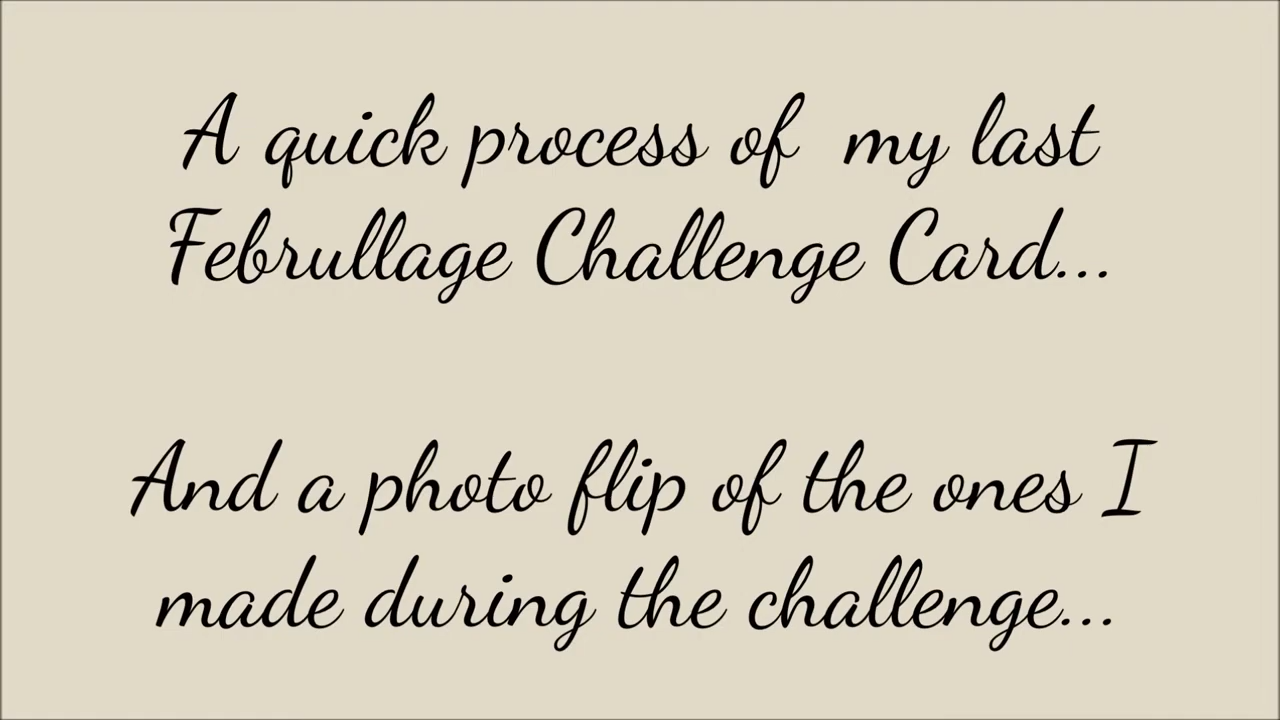 A quick process of my last
Februllage Challenge Card...
And a photo flip of the ones I
made during the challenge...